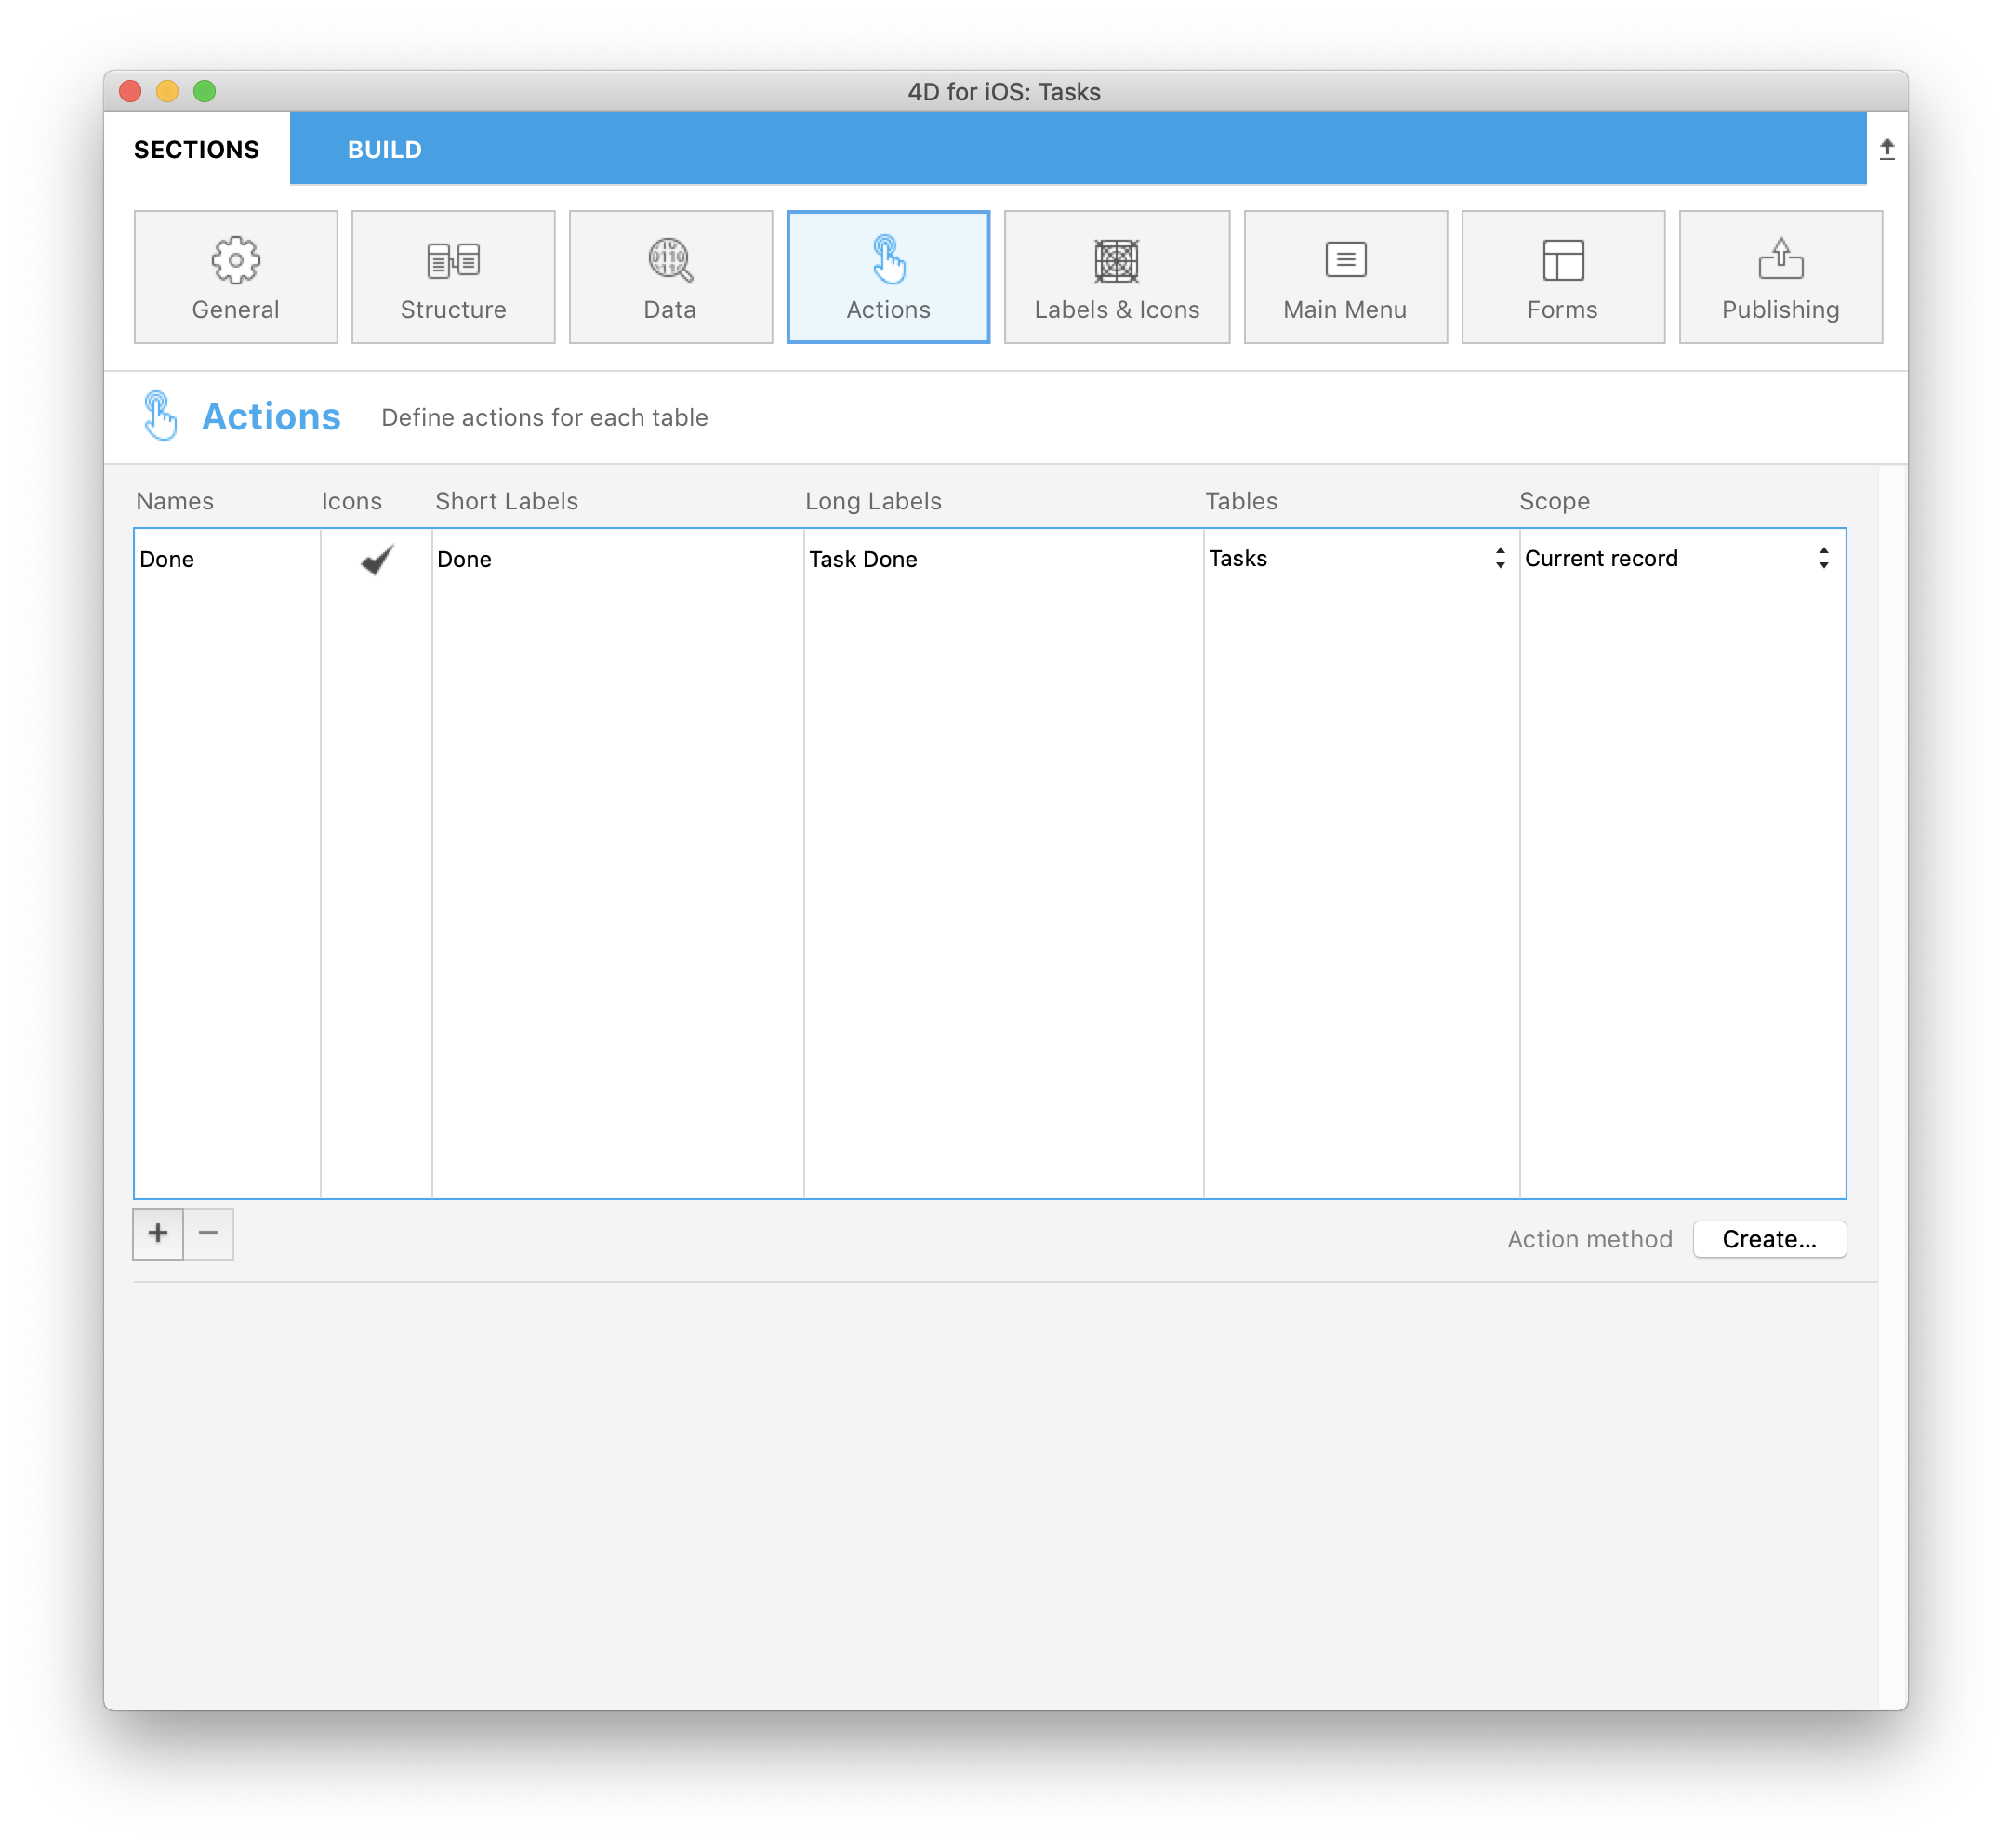 4D for iOS: Tasks
SECTIONS BUILD
General Structure Data Actions Labels & Icons Main Menu Forms Publishing
Actions Define actions for each table
Names Icons Short Labels Long Labels Tables Scope
Done Done Task Done Tasks Current record
+ − Action method Create...